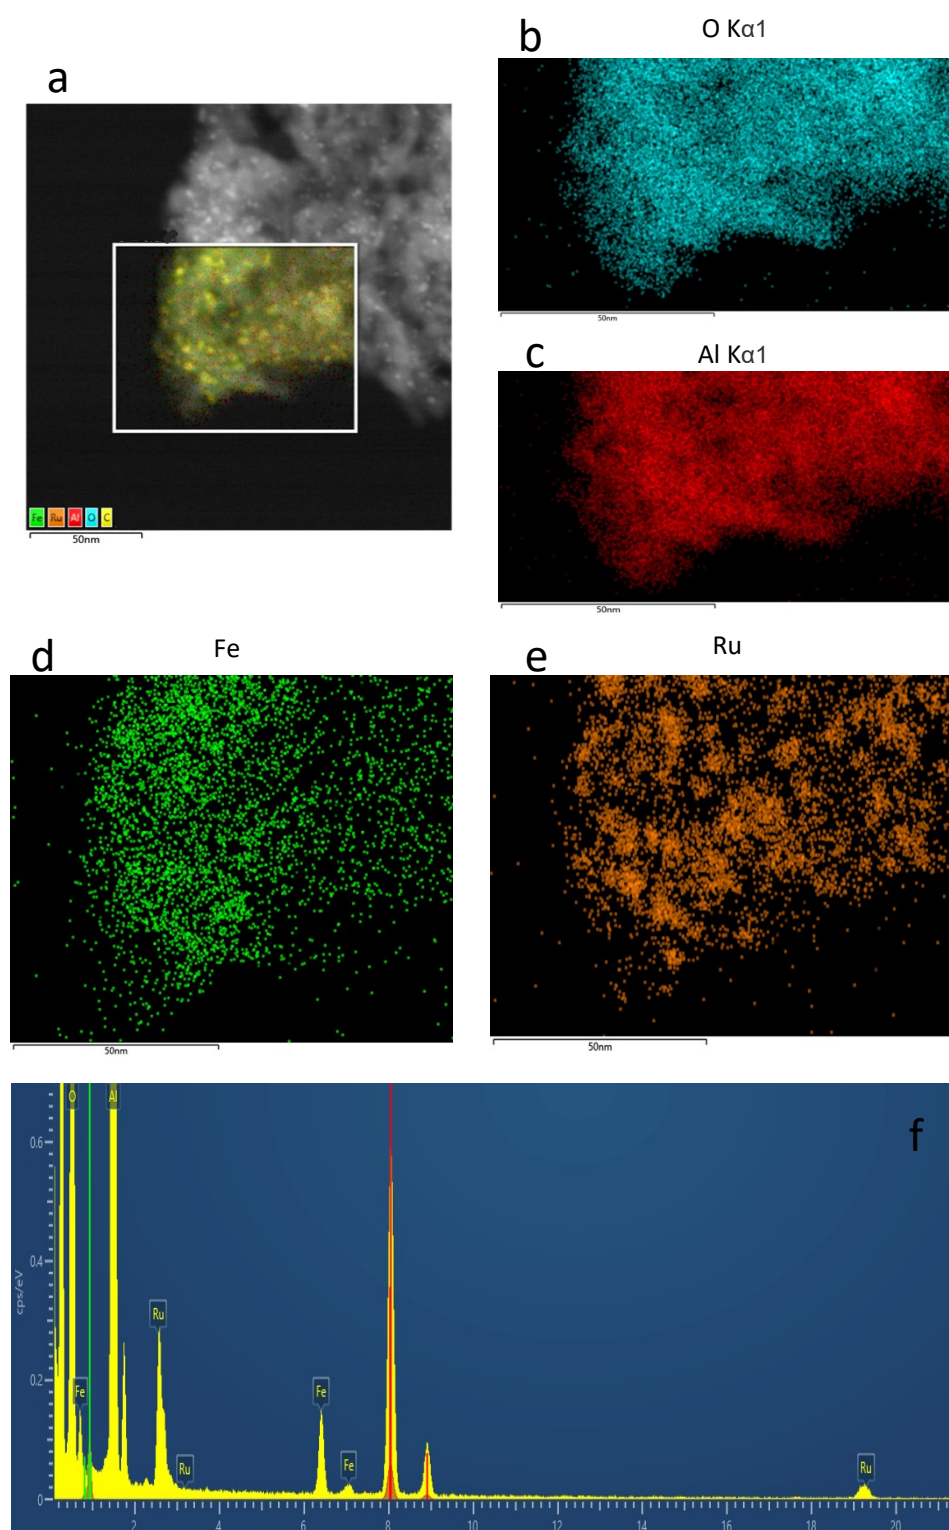 a
Fe Ru Al O C
50nm
b
O Kα1
50nm
c
Al Kα1
50nm
d
Fe
50nm
e
Ru
50nm
f
O
Al
0.6
0.4
cps/eV
Ru
0.2
Fe
Fe
Ru
Fe
Ru
0
2 4 6 8 10 12 14 16 18 20